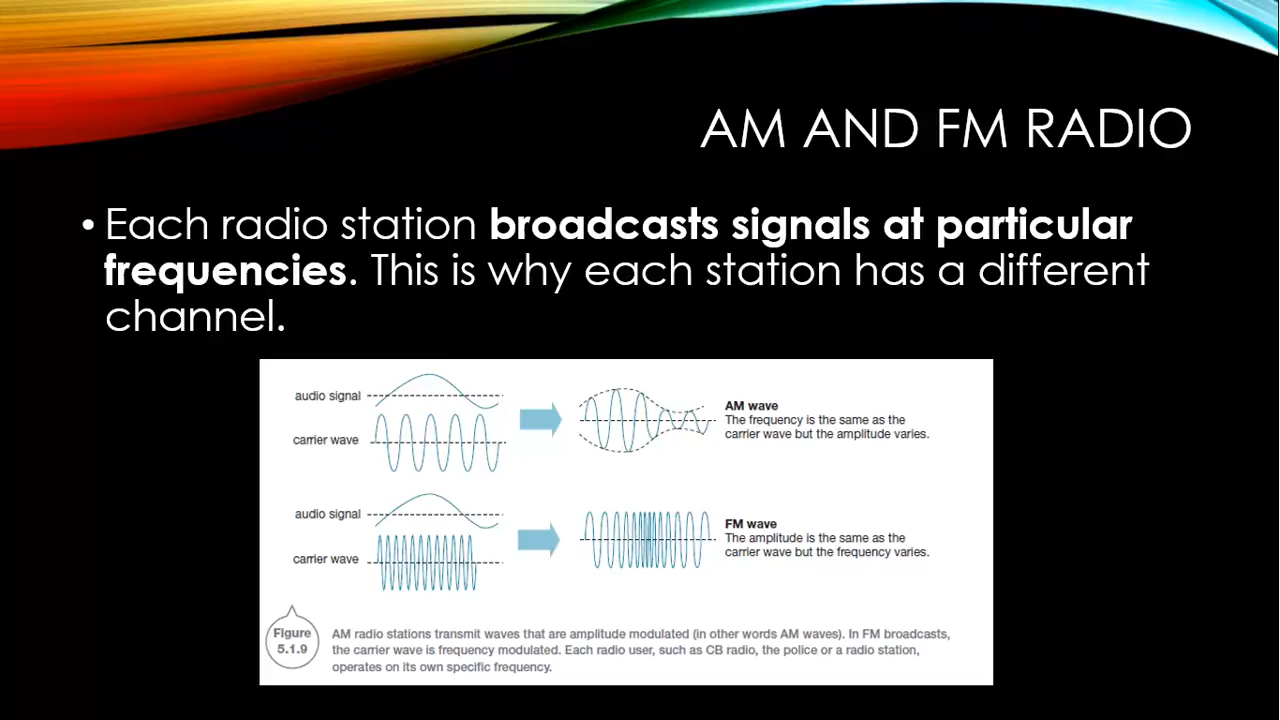 AM AND FM RADIO
• Each radio station broadcasts signals at particular
frequencies. This is why each station has a different
channel.
audio signal
carrier wave
AM wave
The frequency is the same as the
carrier wave but the amplitude varies.
audio signal
carrier wave
FM wave
The amplitude is the same as the
carrier wave but the frequency varies.
Figure
5.1.9
AM radio stations transmit waves that are amplitude modulated (in other words AM waves). In FM broadcasts,
the carrier wave is frequency modulated. Each radio user, such as CB radio, the police or a radio station,
operates on its own specific frequency.